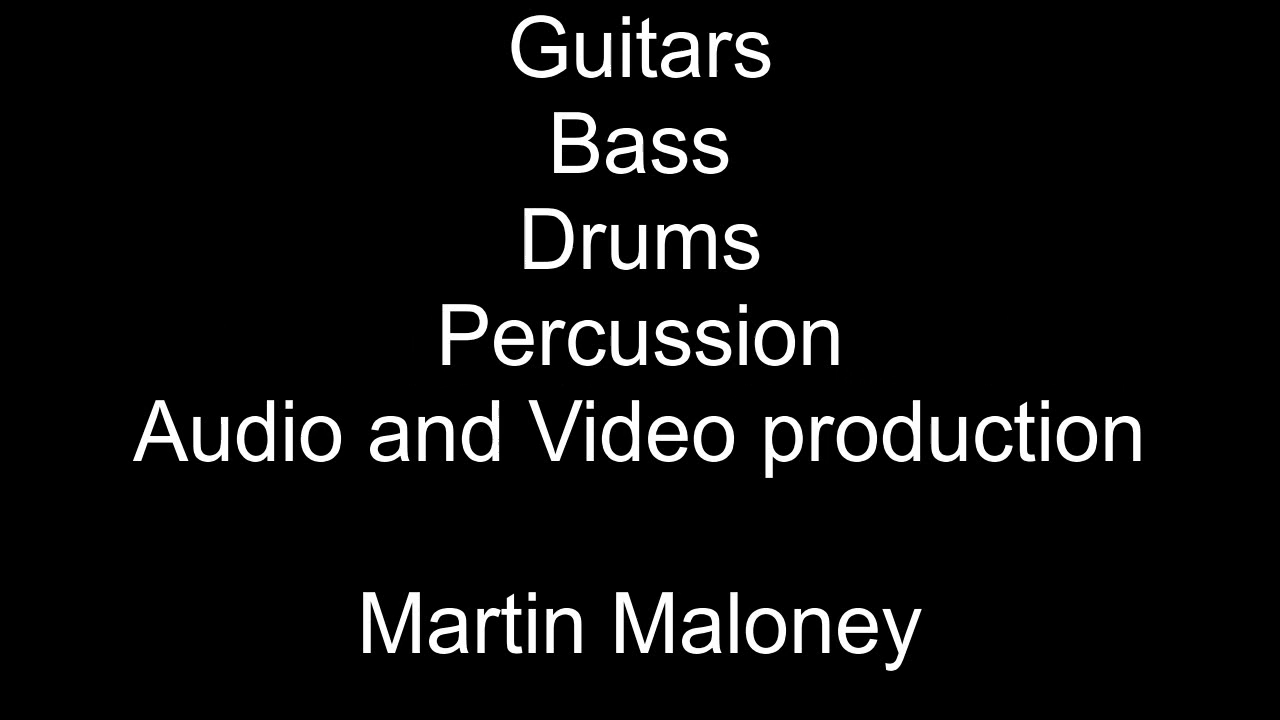 Guitars
Bass
Drums
Percussion
Audio and Video production
Martin Maloney